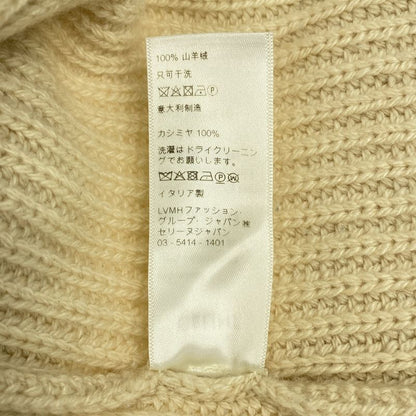 100% 山羊绒
只可干洗
意大利制造
カシミヤ 100%
洗濯はドライクリーニン
グでお願いします。
イタリア製
LVMHファッション.
グループ・ジャパン㈱
セリーヌジャパン
03 - 5414 - 1401